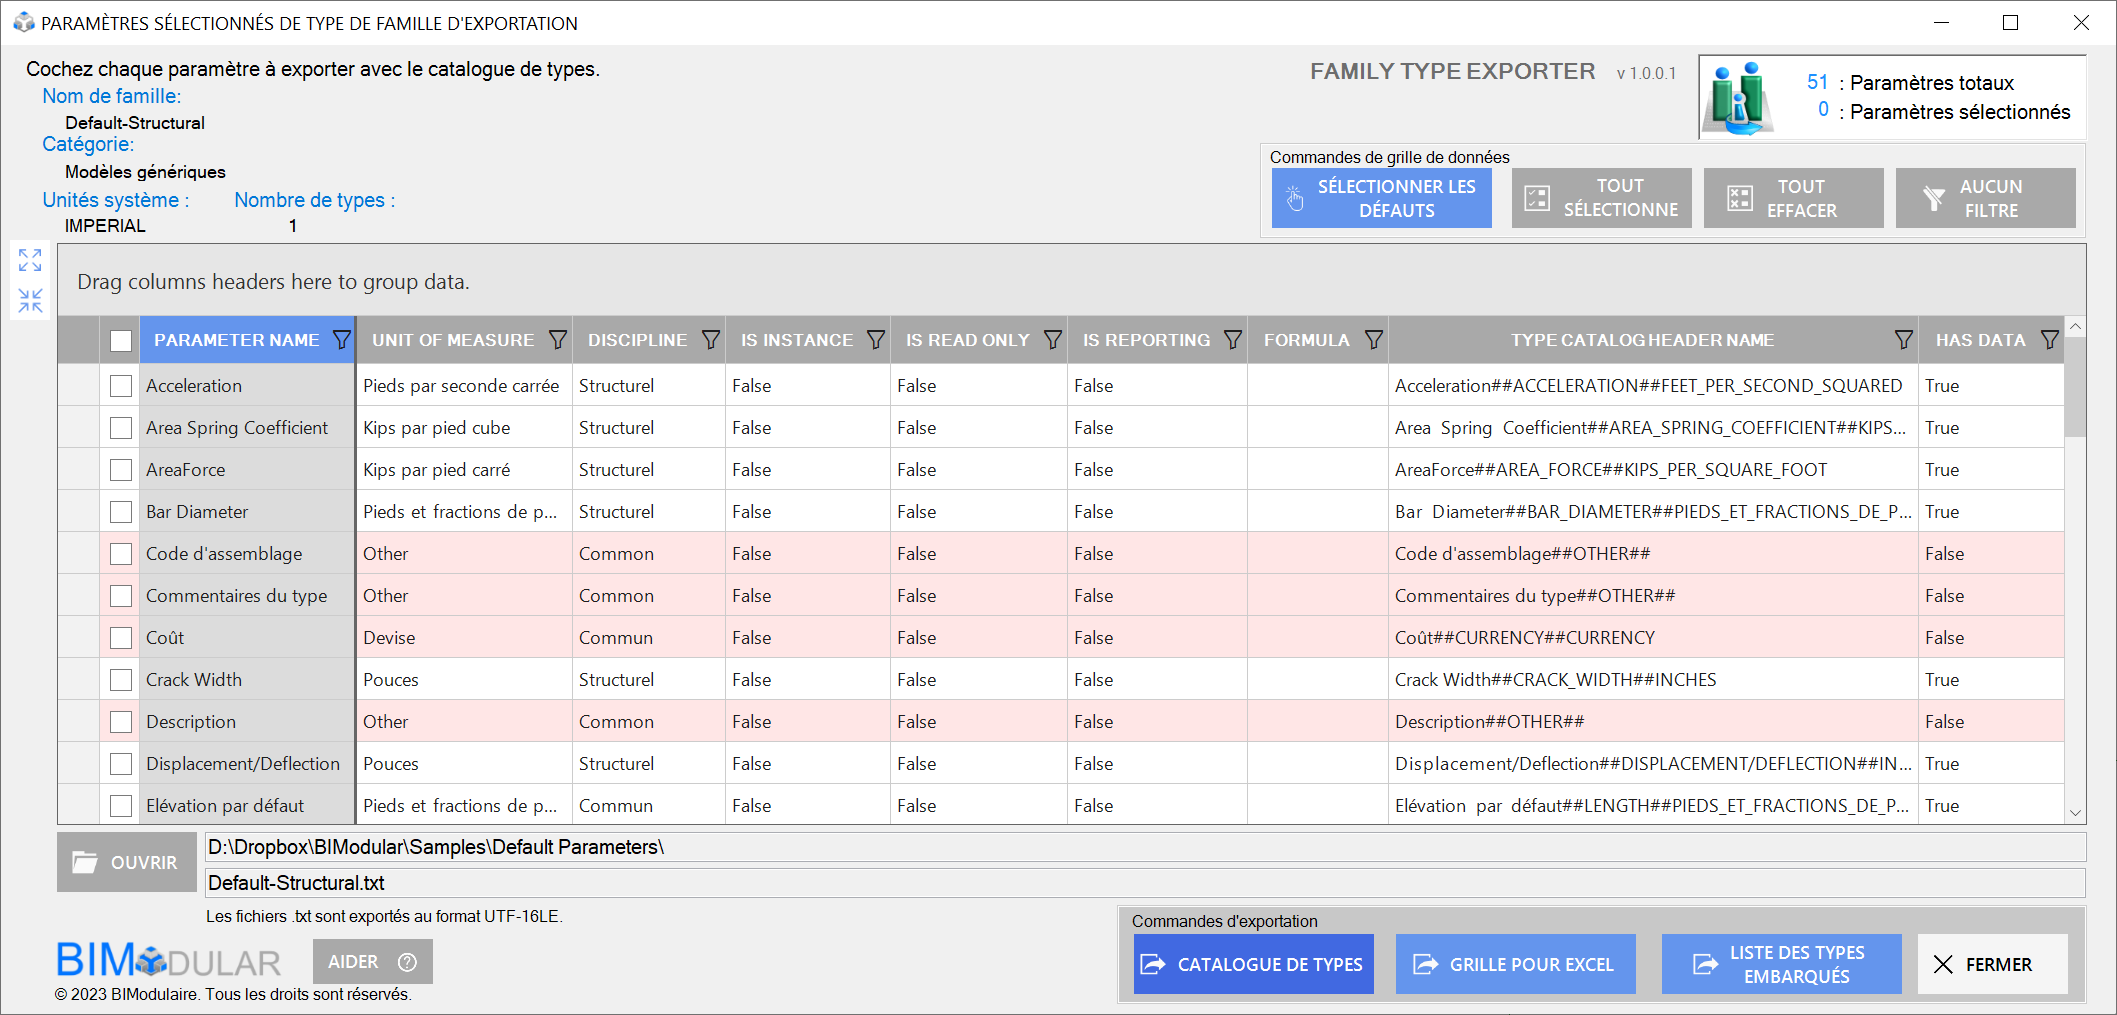 PARAMÈTRES SÉLECTIONNÉS DE TYPE DE FAMILLE D'EXPORTATION
Cochez chaque paramètre à exporter avec le catalogue de types.
Nom de famille:
Default-Structural
Catégorie:
Modèles génériques
Unités système : Nombre de types :
IMPERIAL 1
FAMILY TYPE EXPORTER v 1.0.0.1
51 : Paramètres totaux
0 : Paramètres sélectionnés
Commandes de grille de données
SÉLECTIONNER LES
DÉFAUTS
TOUT
SÉLECTIONNE
TOUT
EFFACER
AUCUN
FILTRE
Drag columns headers here to group data.
PARAMETER NAME UNIT OF MEASURE DISCIPLINE IS INSTANCE IS READ ONLY IS REPORTING FORMULA TYPE CATALOG HEADER NAME HAS DATA
Acceleration Pieds par seconde carrée Structurel False False False Acceleration##ACCELERATION##FEET_PER_SECOND_SQUARED True
Area Spring Coefficient Kips par pied cube Structurel False False False Area Spring Coefficient##AREA_SPRING_COEFFICIENT##KIPS... True
AreaForce Kips par pied carré Structurel False False False AreaForce##AREA_FORCE##KIPS_PER_SQUARE_FOOT True
Bar Diameter Pieds et fractions de p... Structurel False False False Bar Diameter##BAR_DIAMETER##PIEDS_ET_FRACTIONS_DE_P... True
Code d'assemblage Other Common False False False Code d'assemblage##OTHER## False
Commentaires du type Other Common False False False Commentaires du type##OTHER## False
Coût Devise Commun False False False Coût##CURRENCY##CURRENCY False
Crack Width Pouces Structurel False False False Crack Width##CRACK_WIDTH##INCHES True
Description Other Common False False False Description##OTHER## False
Displacement/Deflection Pouces Structurel False False False Displacement/Deflection##DISPLACEMENT/DEFLECTION##IN... True
Elévation par défaut Pieds et fractions de p... Commun False False False Elévation par défaut##LENGTH##PIEDS_ET_FRACTIONS_DE_P... True
OUVRIR
D:\Dropbox\BIModular\Samples\Default Parameters\
Default-Structural.txt
Les fichiers .txt sont exportés au format UTF-16LE.
BIMODULAR
AIDER
© 2023 BIModulaire. Tous les droits sont réservés.
Commandes d'exportation
CATALOGUE DE TYPES
GRILLE POUR EXCEL
LISTE DES TYPES
EMBARQUÉS
FERMER